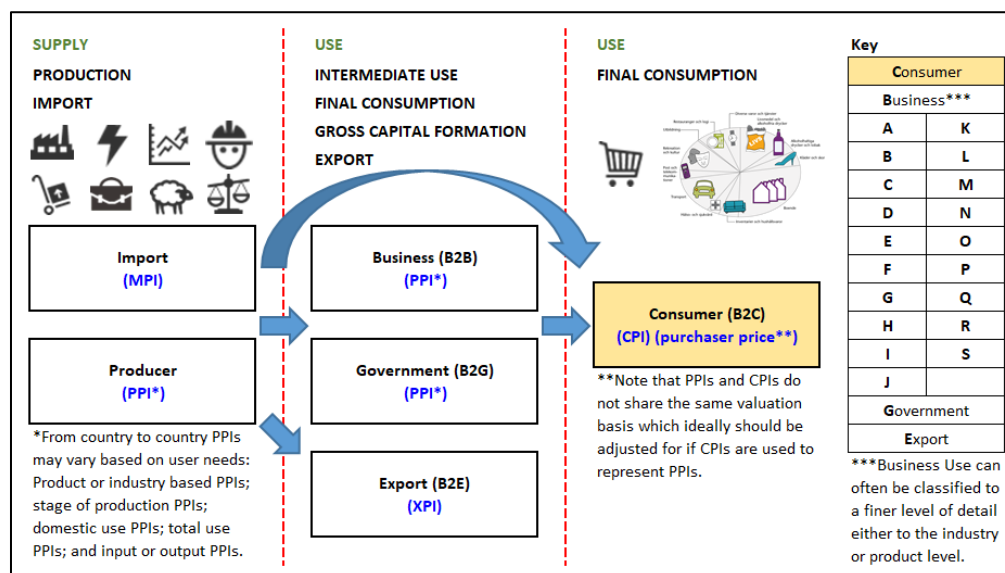 SUPPLY
PRODUCTION
IMPORT
Import
(MPI)
Producer
(PPI*)
*From country to country PPIs
may vary based on user needs:
Product or industry based PPIs;
stage of production PPIs;
domestic use PPIs; total use
PPIs; and input or output PPIs.
USE
INTERMEDIATE USE
FINAL CONSUMPTION
GROSS CAPITAL FORMATION
EXPORT
Business (B2B)
(PPI*)
Government (B2G)
(PPI*)
Export (B2E)
(XPI)
USE
FINAL CONSUMPTION
Transport
Boende
Consumer (B2C)
(CPI) (purchaser price**)
**Note that PPIs and CPIs do
not share the same valuation
basis which ideally should be
adjusted for if CPIs are used to
represent PPIs.
Key
Consumer
Business***
A K
B L
C M
D N
E O
F P
G Q
H R
I S
J
Government
Export
***Business Use can
often be classified to
a finer level of detail
either to the industry
or product level.